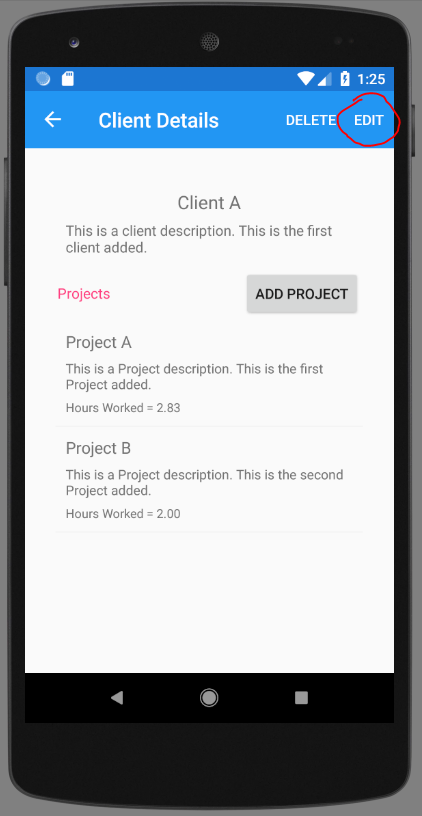 1:25
Client Details DELETE EDIT
Client A
This is a client description. This is the first
client added.
Projects ADD PROJECT
Project A
This is a Project description. This is the first
Project added.
Hours Worked = 2.83
Project B
This is a Project description. This is the second
Project added.
Hours Worked = 2.00